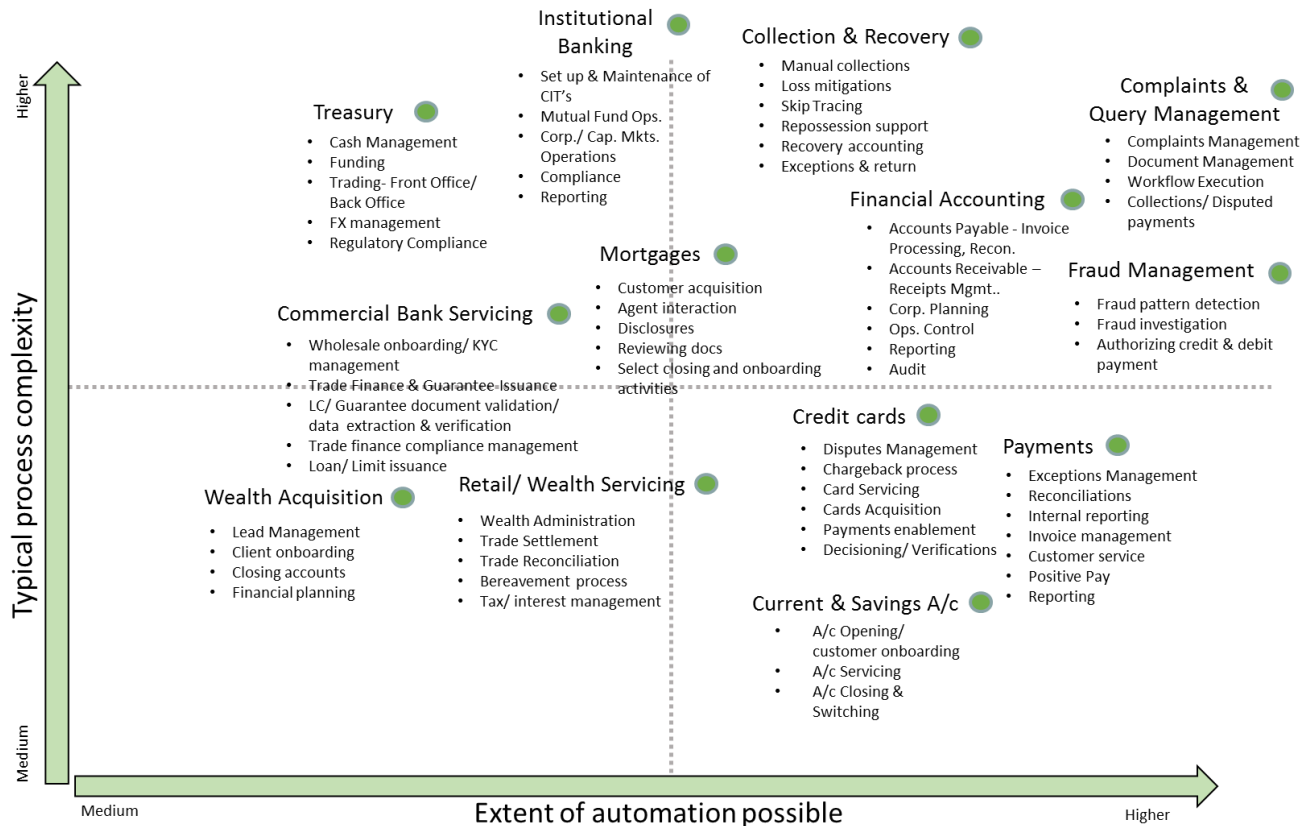 Institutional
Banking
• Set up & Maintenance of
CIT's
• Mutual Fund Ops.
• Corp./ Cap. Mkts.
Operations
• Compliance
• Reporting
Collection & Recovery
• Manual collections
• Loss mitigations
• Skip Tracing
• Repossession support
• Recovery accounting
• Exceptions & return
Complaints &
Query Management
• Complaints Management
• Document Management
• Workflow Execution
• Collections/ Disputed
payments
Treasury
• Cash Management
• Funding
• Trading- Front Office/
Back Office
• FX management
• Regulatory Compliance
Financial Accounting
• Accounts Payable - Invoice
Processing, Recon.
• Accounts Receivable –
Receipts Mgmt..
• Corp. Planning
• Ops. Control
• Reporting
• Audit
Mortgages
• Customer acquisition
• Agent interaction
• Disclosures
• Reviewing docs
• Select closing and onboarding
activities
Fraud Management
• Fraud pattern detection
• Fraud investigation
• Authorizing credit & debit
payment
Commercial Bank Servicing
• Wholesale onboarding/ KYC
management
• Trade Finance & Guarantee Issuance
• LC/ Guarantee document validation/
data extraction & verification
• Trade finance compliance management
• Loan/ Limit issuance
Credit cards
• Disputes Management
• Chargeback process
• Card Servicing
• Cards Acquisition
• Payments enablement
• Decisioning/ Verifications
Payments
• Exceptions Management
• Reconciliations
• Internal reporting
• Invoice management
• Customer service
• Positive Pay
• Reporting
Wealth Acquisition
• Lead Management
• Client onboarding
• Closing accounts
• Financial planning
Retail/ Wealth Servicing
• Wealth Administration
• Trade Settlement
• Trade Reconciliation
• Bereavement process
• Tax/ interest management
Current & Savings A/c
• A/c Opening/
customer onboarding
• A/c Servicing
• A/c Closing &
Switching
Higher
Typical process complexity
Medium
Medium
Extent of automation possible
Higher